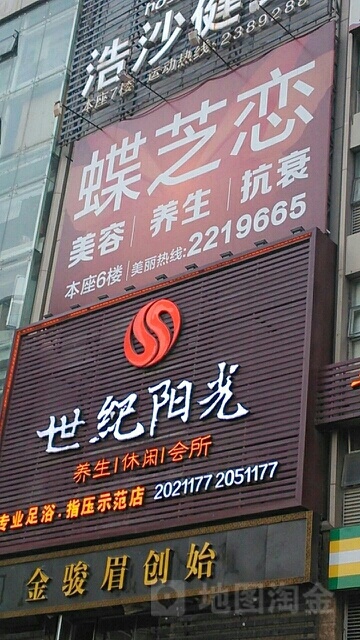 浩沙健
本座7楼 运动热线:2389288
蝶芝恋
美容 | 养生 | 抗衰
本座6楼 | 美丽热线:2219665
世纪阳光
养生 | 休闲 | 会所
专业足浴·指压示范店 2021177 2051177
金骏眉创始
地图淘金